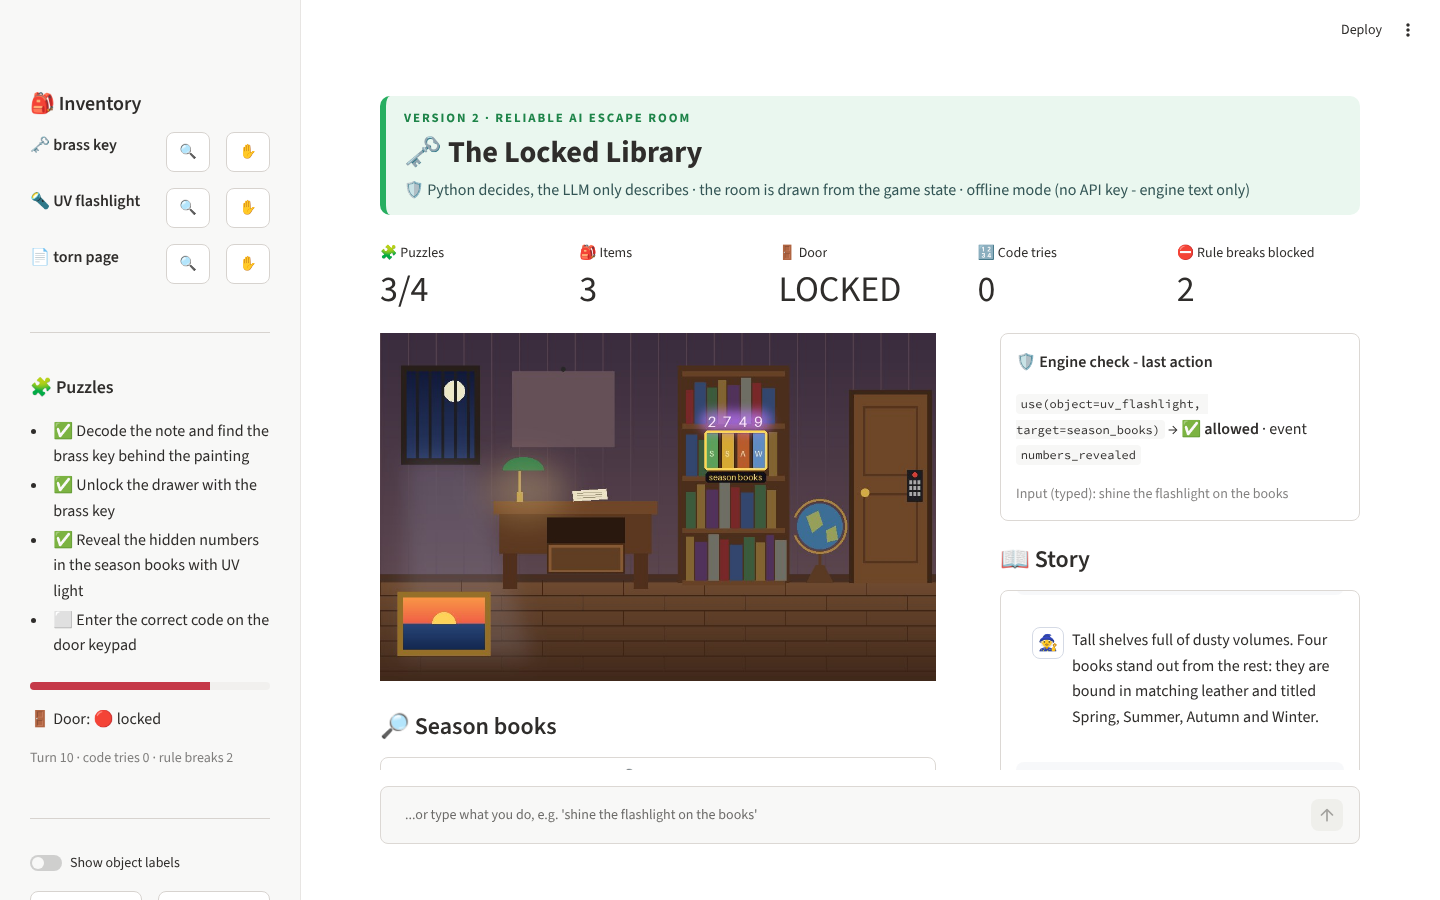 Deploy
🎒 Inventory
🗝️ brass key
🔦 UV flashlight
📄 torn page
🧩 Puzzles
✅ Decode the note and find the
brass key behind the painting
✅ Unlock the drawer with the
brass key
✅ Reveal the hidden numbers
in the season books with UV
light
⬜ Enter the correct code on the
door keypad
🚪 Door: 🔴 locked
Turn 10 · code tries 0 · rule breaks 2
Show object labels
VERSION 2 · RELIABLE AI ESCAPE ROOM
🗝️ The Locked Library
🛡️ Python decides, the LLM only describes · the room is drawn from the game state · offline mode (no API key - engine text only)
🧩 Puzzles
3/4
🎒 Items
3
🚪 Door
LOCKED
🔢 Code tries
0
⛔ Rule breaks blocked
2
2 7 4 9
S S A W
season books
🔎 Season books
🛡️ Engine check - last action
use(object=uv_flashlight,
target=season_books) → ✅ allowed · event
numbers_revealed
Input (typed): shine the flashlight on the books
📖 Story
Tall shelves full of dusty volumes. Four
books stand out from the rest: they are
bound in matching leather and titled
Spring, Summer, Autumn and Winter.
...or type what you do, e.g. 'shine the flashlight on the books'